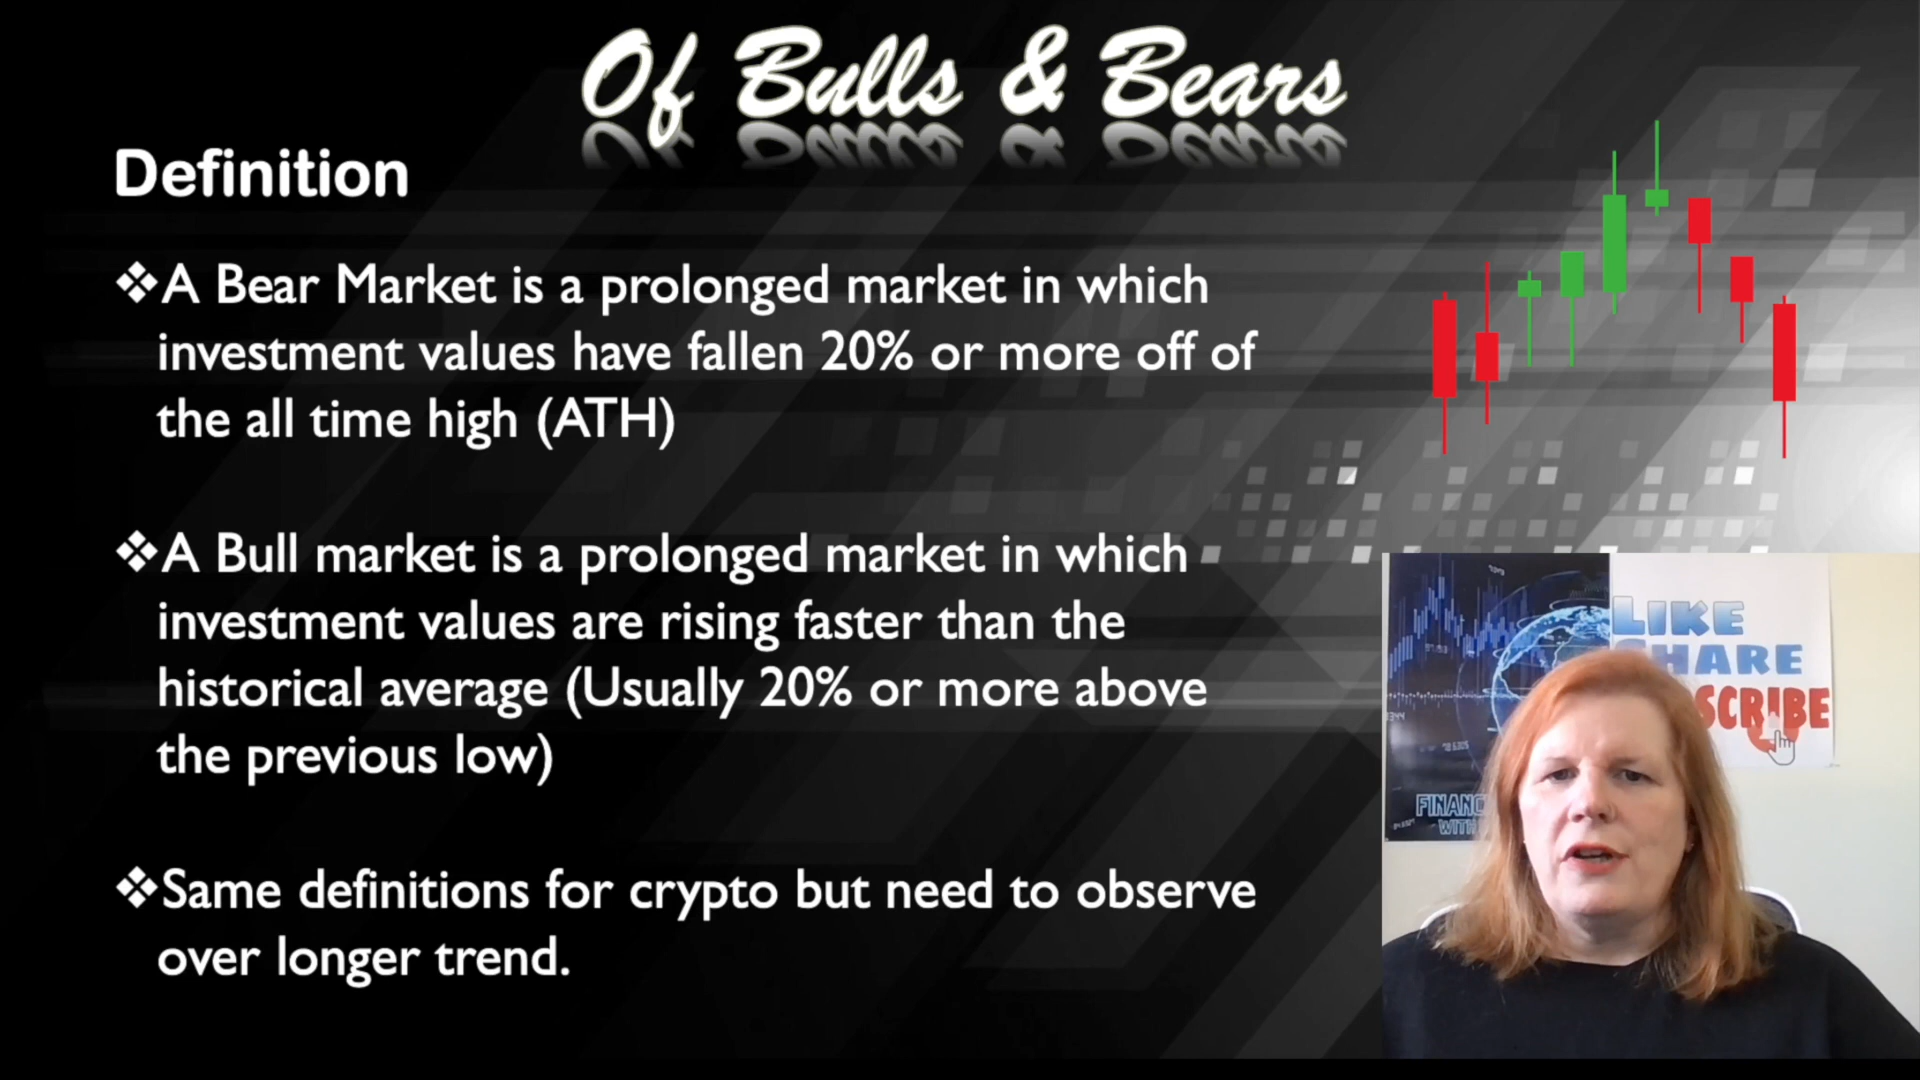 Of Bulls & Bears
Definition
❖A Bear Market is a prolonged market in which
investment values have fallen 20% or more off of
the all time high (ATH)
❖A Bull market is a prolonged market in which
investment values are rising faster than the
historical average (Usually 20% or more above
the previous low)
❖Same definitions for crypto but need to observe
over longer trend.
LIKE
SHARE
SCRIBE
FINANC
WITH